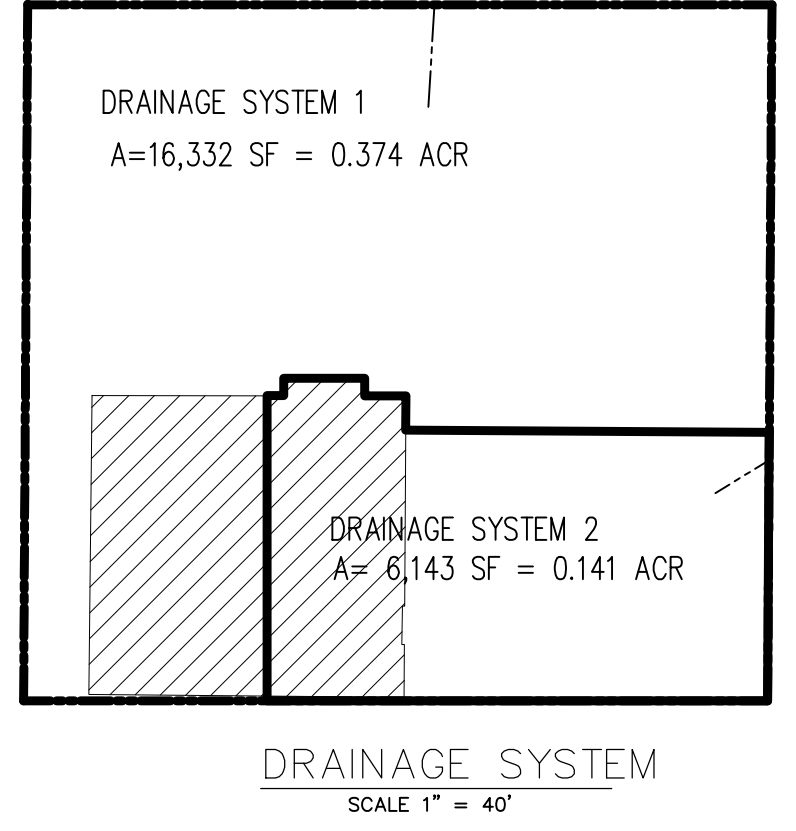 DRAINAGE SYSTEM 1
A=16,332 SF = 0.374 ACR
DRAINAGE SYSTEM 2
A= 6,143 SF = 0.141 ACR
DRAINAGE SYSTEM
SCALE 1" = 40'